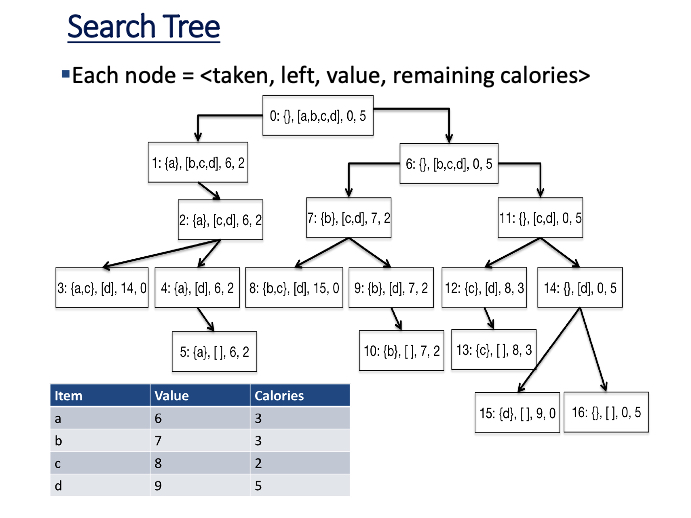 Search Tree
▪Each node = <taken, left, value, remaining calories>
0: {}, [a,b,c,d], 0, 5
1: {a}, [b,c,d], 6, 2
6: {}, [b,c,d], 0, 5
2: {a}, [c,d], 6, 2
7: {b}, [c,d], 7, 2
11: {}, [c,d], 0, 5
3: {a,c}, [d], 14, 0
4: {a}, [d], 6, 2
8: {b,c}, [d], 15, 0
9: {b}, [d], 7, 2
12: {c}, [d], 8, 3
14: {}, [d], 0, 5
5: {a}, [ ], 6, 2
10: {b}, [ ], 7, 2
13: {c}, [ ], 8, 3
15: {d}, [ ], 9, 0
16: {}, [ ], 0, 5
Item Value Calories
a 6 3
b 7 3
c 8 2
d 9 5